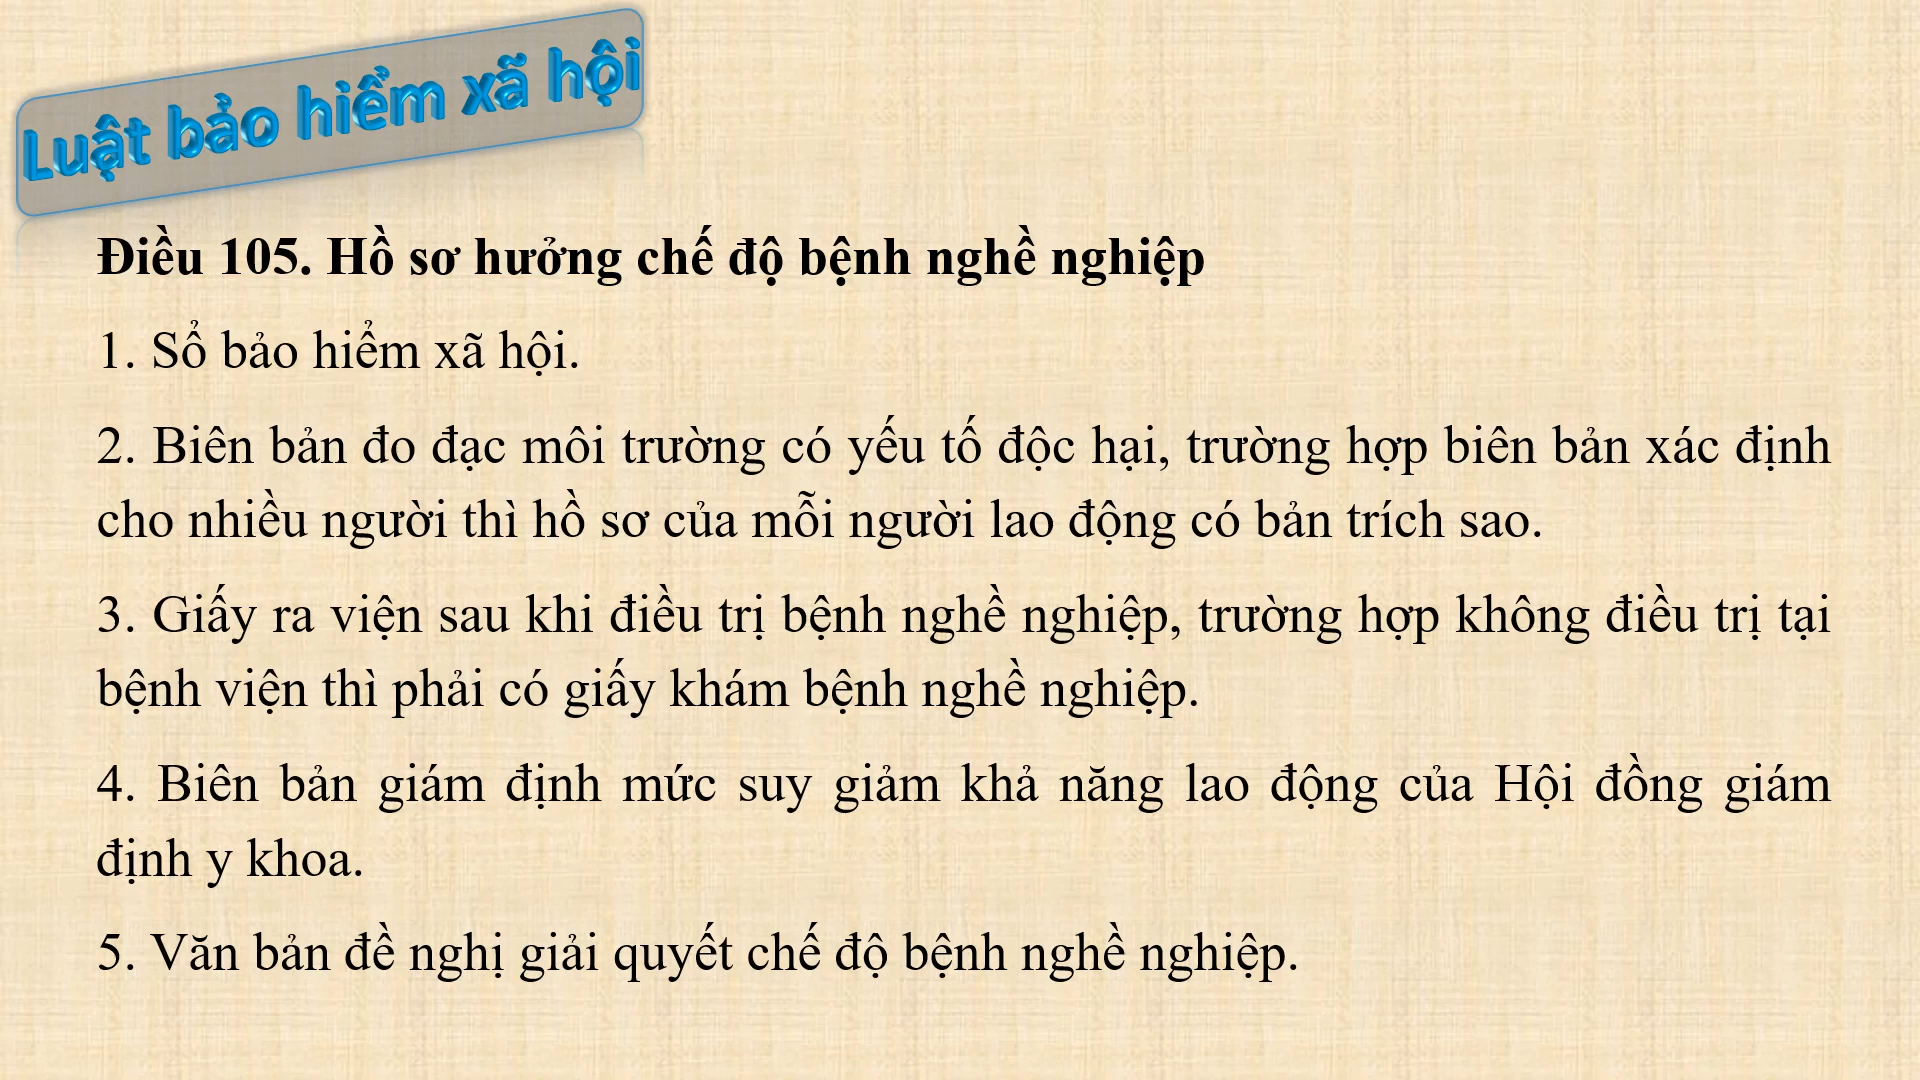 Luật bảo hiểm xã hội
Điều 105. Hồ sơ hưởng chế độ bệnh nghề nghiệp
1. Sổ bảo hiểm xã hội.
2. Biên bản đo đạc môi trường có yếu tố độc hại, trường hợp biên bản xác định
cho nhiều người thì hồ sơ của mỗi người lao động có bản trích sao.
3. Giấy ra viện sau khi điều trị bệnh nghề nghiệp, trường hợp không điều trị tại
bệnh viện thì phải có giấy khám bệnh nghề nghiệp.
4. Biên bản giám định mức suy giảm khả năng lao động của Hội đồng giám
định y khoa.
5. Văn bản đề nghị giải quyết chế độ bệnh nghề nghiệp.